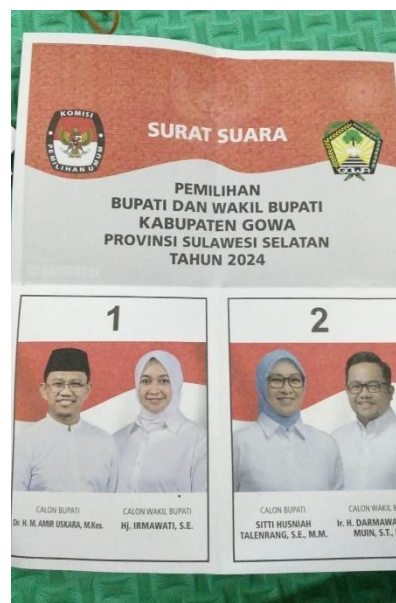 KOMISI
PEMILIHAN UMUM
SURAT SUARA
GOWA
PEMILIHAN
BUPATI DAN WAKIL BUPATI
KABUPATEN GOWA
PROVINSI SULAWESI SELATAN
TAHUN 2024
1
CALON BUPATI
Dr. H. M. AMIR USKARA, M.Kes.
CALON WAKIL BUPATI
Hj. IRMAWATI, S.E.
2
CALON BUPATI
SITTI HUSNIAH
TALENRANG, S.E., M.M.
CALON WAKIL
Ir. H. DARMAWA
MUIN, S.T.,